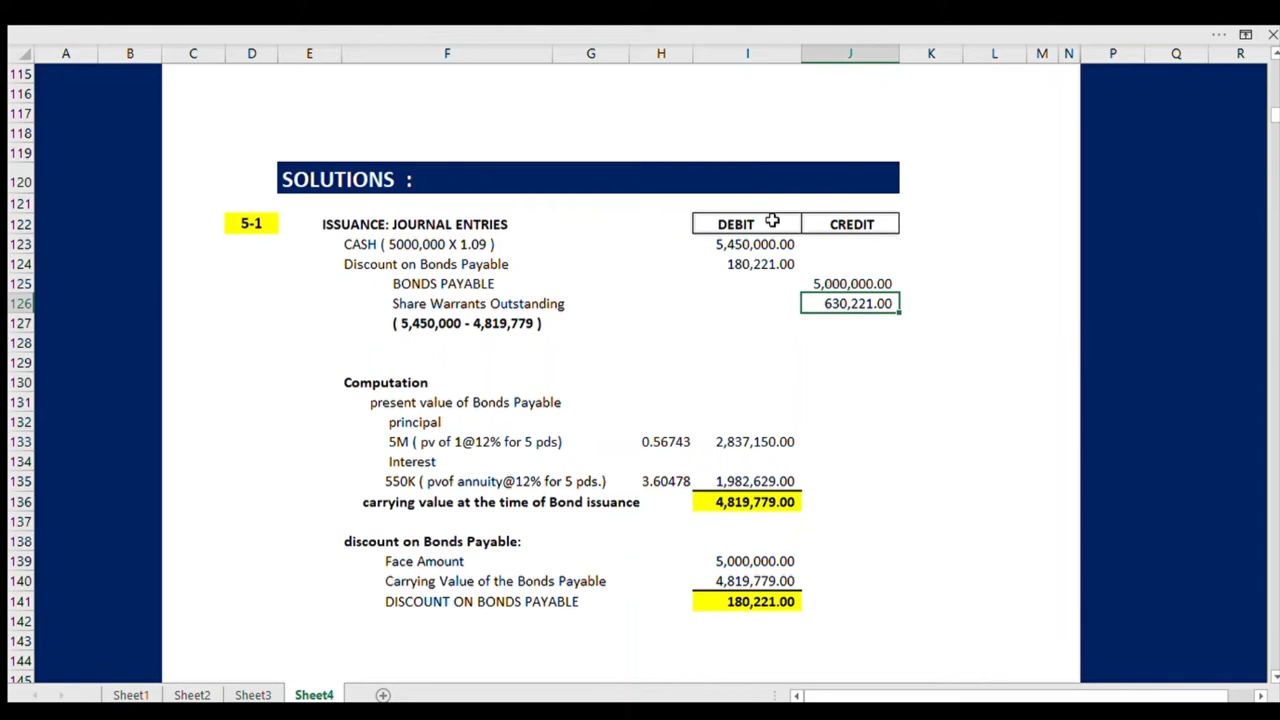 A B C D E F G H I J K L M N P Q R
115
116
117
118
119
120 SOLUTIONS :
121
122 5-1 ISSUANCE: JOURNAL ENTRIES DEBIT CREDIT
123 CASH ( 5000,000 X 1.09 ) 5,450,000.00
124 Discount on Bonds Payable 180,221.00
125 BONDS PAYABLE 5,000,000.00
126 Share Warrants Outstanding 630,221.00
127 ( 5,450,000 - 4,819,779 )
128
129
130 Computation
131 present value of Bonds Payable
132 principal
133 5M ( pv of 1@12% for 5 pds) 0.56743 2,837,150.00
134 Interest
135 550K ( pvof annuity@12% for 5 pds.) 3.60478 1,982,629.00
136 carrying value at the time of Bond issuance 4,819,779.00
137
138 discount on Bonds Payable:
139 Face Amount 5,000,000.00
140 Carrying Value of the Bonds Payable 4,819,779.00
141 DISCOUNT ON BONDS PAYABLE 180,221.00
142
143
144
145
Sheet1 Sheet2 Sheet3 Sheet4